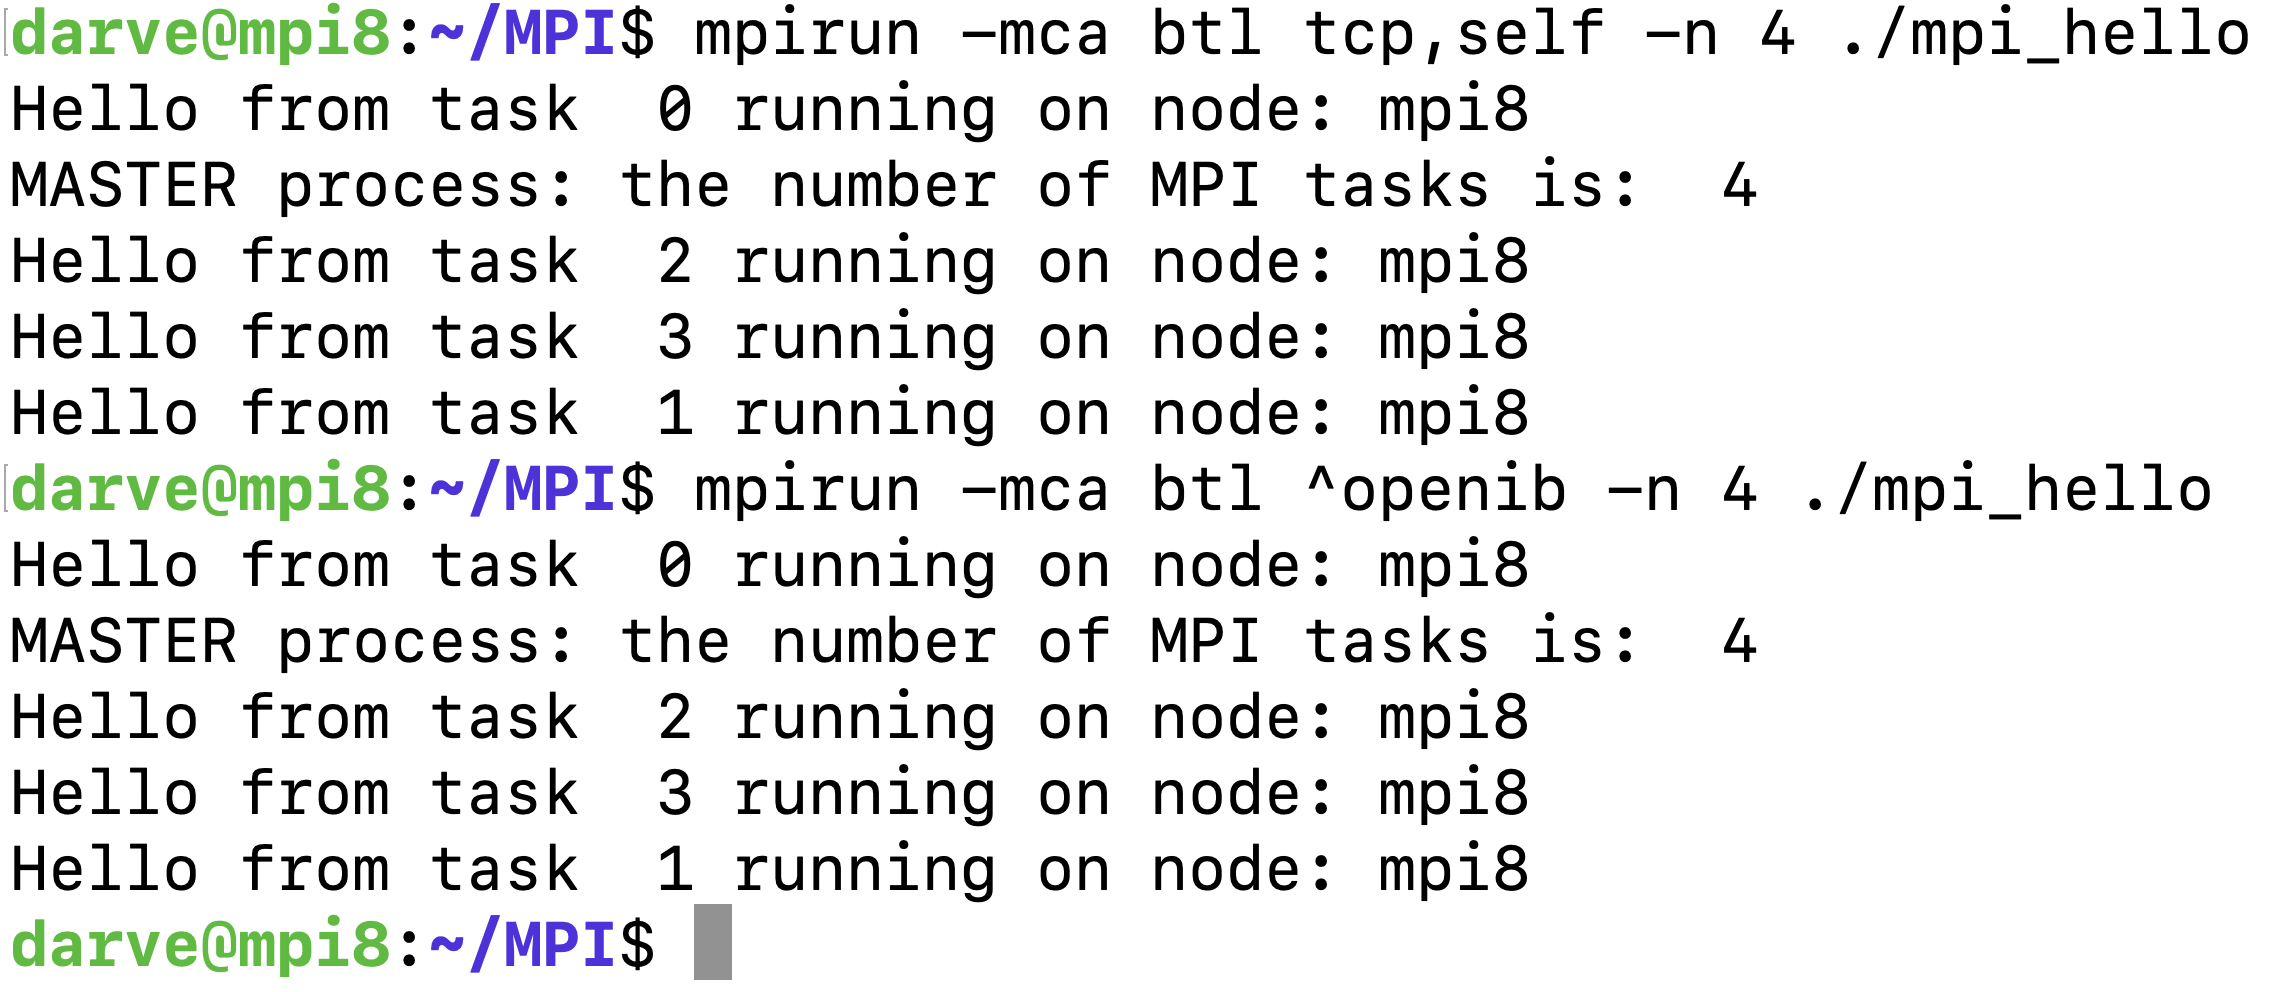 darve@mpi8:~/MPI$ mpirun -mca btl tcp,self -n 4 ./mpi_hello
Hello from task  0 running on node: mpi8
MASTER process: the number of MPI tasks is:  4
Hello from task  2 running on node: mpi8
Hello from task  3 running on node: mpi8
Hello from task  1 running on node: mpi8
darve@mpi8:~/MPI$ mpirun -mca btl ^openib -n 4 ./mpi_hello
Hello from task  0 running on node: mpi8
MASTER process: the number of MPI tasks is:  4
Hello from task  2 running on node: mpi8
Hello from task  3 running on node: mpi8
Hello from task  1 running on node: mpi8
darve@mpi8:~/MPI$